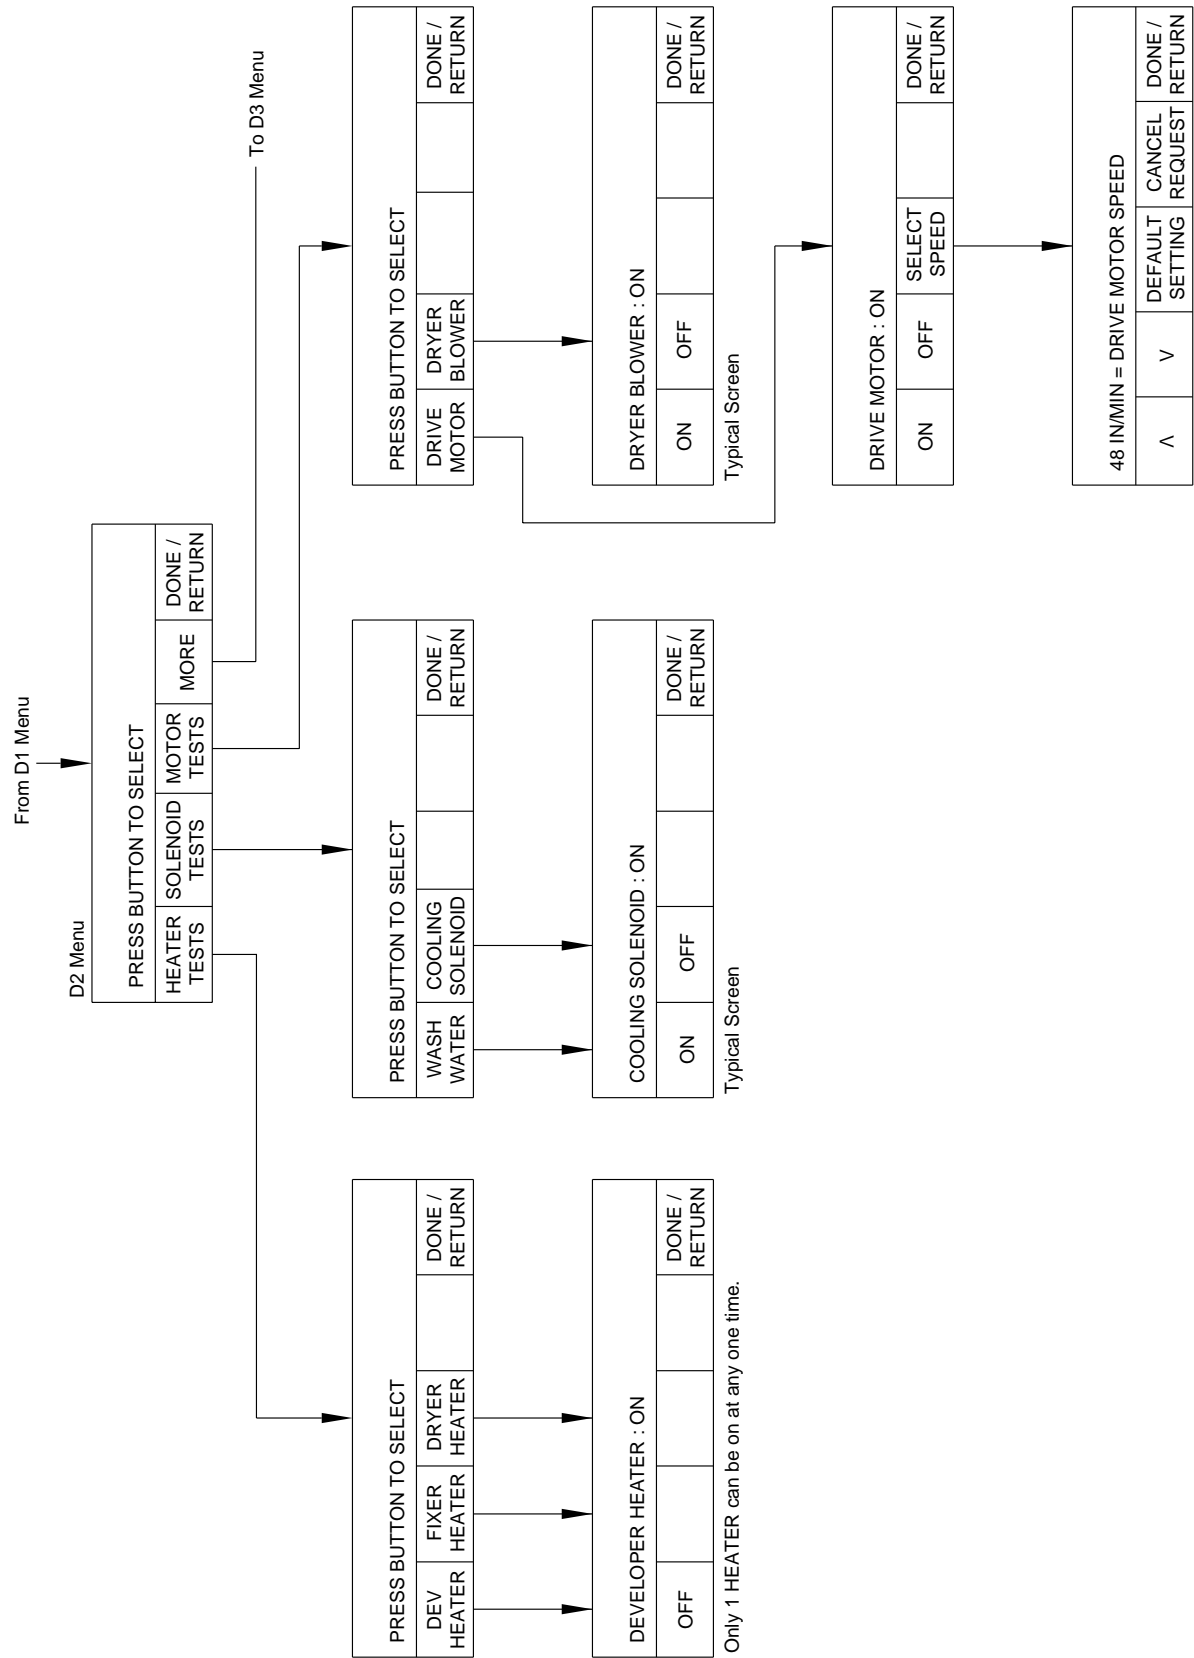 From D1 Menu
D2 Menu
PRESS BUTTON TO SELECT
HEATER
TESTS
SOLENOID
TESTS
MOTOR
TESTS
MORE
DONE /
RETURN
To D3 Menu
PRESS BUTTON TO SELECT
DEV
HEATER
FIXER
HEATER
DRYER
HEATER
DONE /
RETURN
DEVELOPER HEATER : ON
OFF
DONE /
RETURN
Only 1 HEATER can be on at any one time.
PRESS BUTTON TO SELECT
WASH
WATER
COOLING
SOLENOID
DONE /
RETURN
COOLING SOLENOID : ON
ON
OFF
DONE /
RETURN
Typical Screen
PRESS BUTTON TO SELECT
DRIVE
MOTOR
DRYER
BLOWER
DONE /
RETURN
DRYER BLOWER : ON
ON
OFF
DONE /
RETURN
Typical Screen
DRIVE MOTOR : ON
ON
OFF
SELECT
SPEED
DONE /
RETURN
48 IN/MIN = DRIVE MOTOR SPEED
Λ
V
DEFAULT
SETTING
CANCEL
REQUEST
DONE /
RETURN